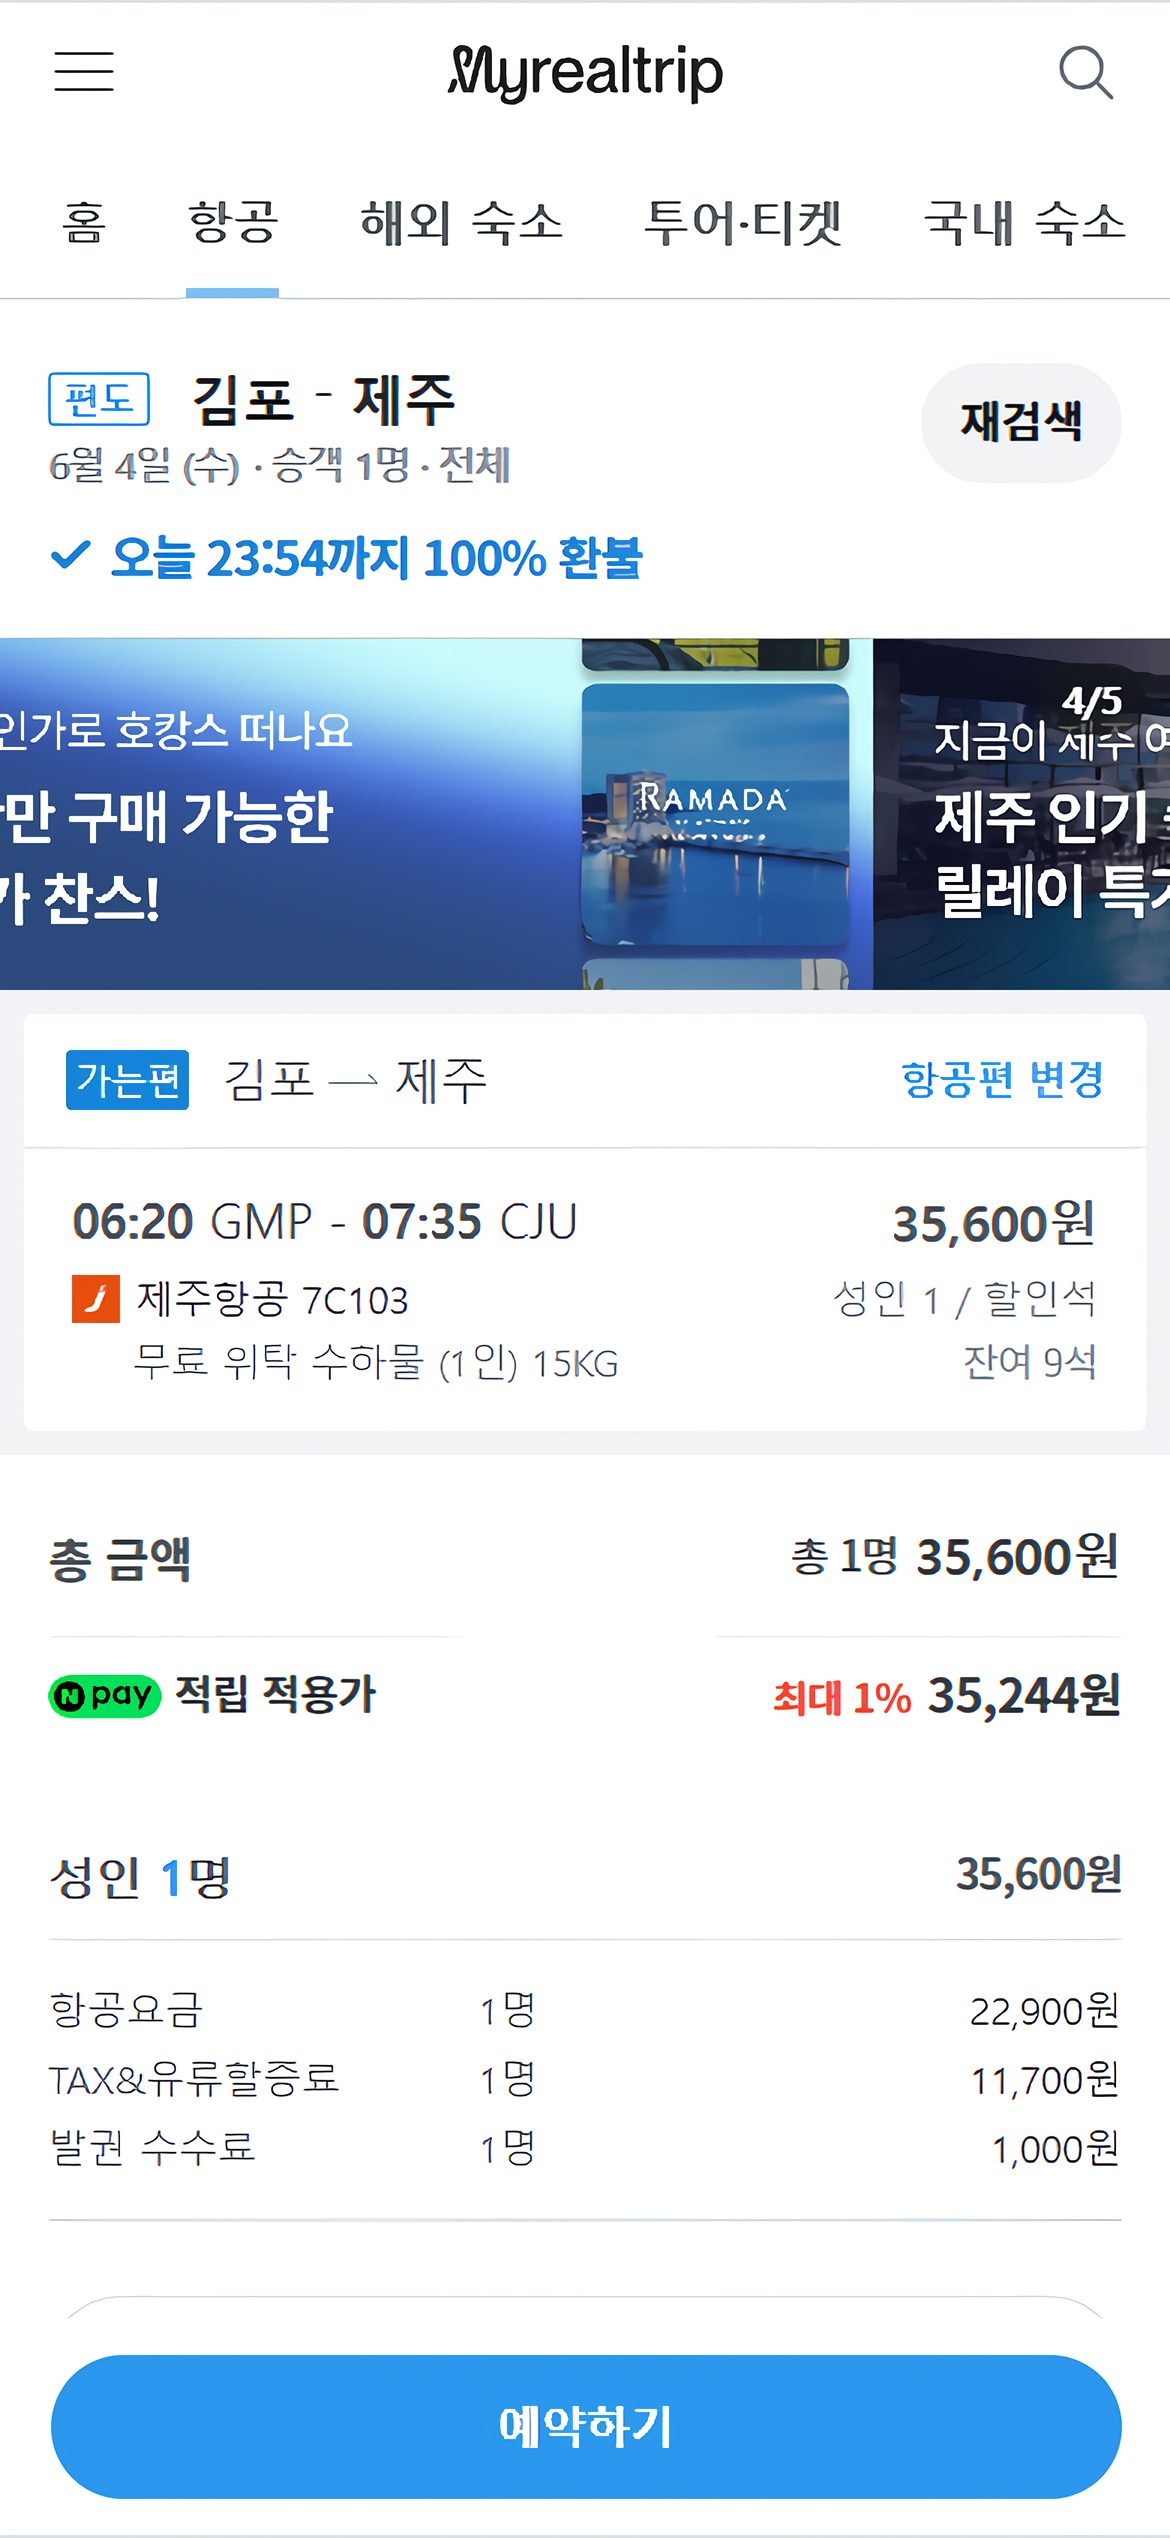 Myrealtrip
홈 항공 해외 숙소 투어·티켓 국내 숙소
편도 김포 - 제주
재검색
6월 4일 (수) · 승객 1명 · 전체
오늘 23:54까지 100% 환불
인가로 호캉스 떠나요
만 구매 가능한
찬스!
RAMADA
4/5
지금이 제주
제주 인기
릴레이
가는편 김포 → 제주 항공편 변경
06:20 GMP - 07:35 CJU 35,600원
제주항공 7C103 성인 1 / 할인석
무료 위탁 수하물 (1인) 15KG 잔여 9석
총 금액 총 1명 35,600원
N pay 적립 적용가 최대 1% 35,244원
성인 1명 35,600원
항공요금 1명 22,900원
TAX&유류할증료 1명 11,700원
발권 수수료 1명 1,000원
예약하기